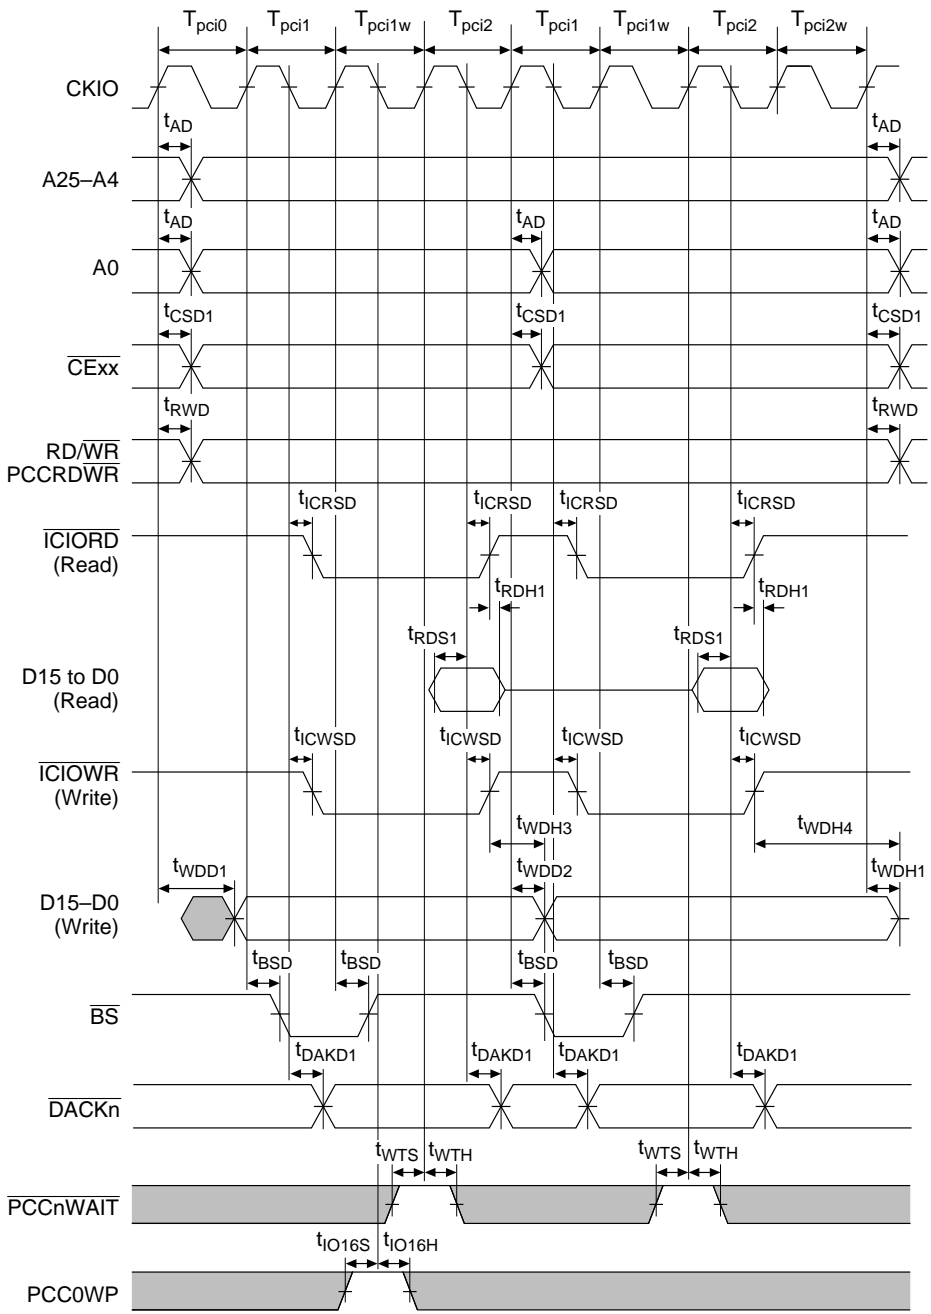 Tpci0 Tpci1 Tpci1w Tpci2 Tpci1 Tpci1w Tpci2 Tpci2w
CKIO
tAD tAD
A25–A4
tAD tAD tAD
A0
tCSD1 tCSD1 tCSD1
CExx
tRWD tRWD
RD/WR
PCCRDWR
tICRSD tICRSD tICRSD tICRSD
ICIORD
(Read)
tRDH1 tRDH1
tRDS1 tRDS1
D15 to D0
(Read)
tICWSD tICWSD tICWSD tICWSD
ICIOWR
(Write)
tWDH3 tWDH4
tWDD1 tWDD2 tWDH1
D15–D0
(Write)
tBSD tBSD tBSD tBSD
BS
tDAKD1 tDAKD1 tDAKD1 tDAKD1
DACKn
tWTS tWTH tWTS tWTH
PCCnWAIT
tIO16S tIO16H
PCC0WP